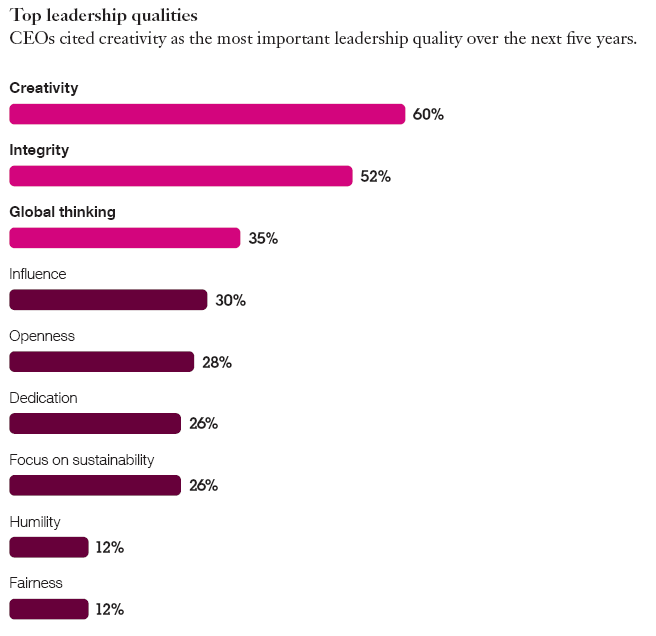 Top leadership qualities
CEOs cited creativity as the most important leadership quality over the next five years.
Creativity
60%
Integrity
52%
Global thinking
35%
Influence
30%
Openness
28%
Dedication
26%
Focus on sustainability
26%
Humility
12%
Fairness
12%